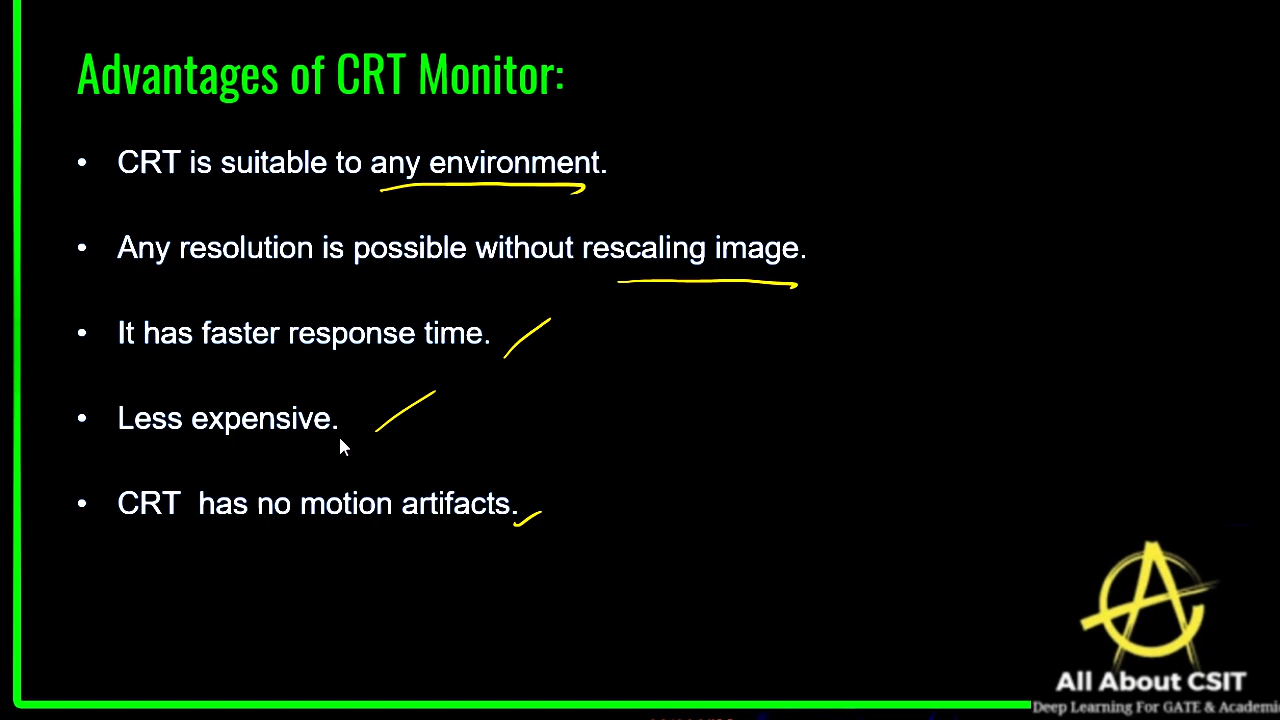 Advantages of CRT Monitor:
• CRT is suitable to any environment.
• Any resolution is possible without rescaling image.
• It has faster response time.
• Less expensive.
• CRT has no motion artifacts.
All About CSIT
Deep Learning For GATE & Academi